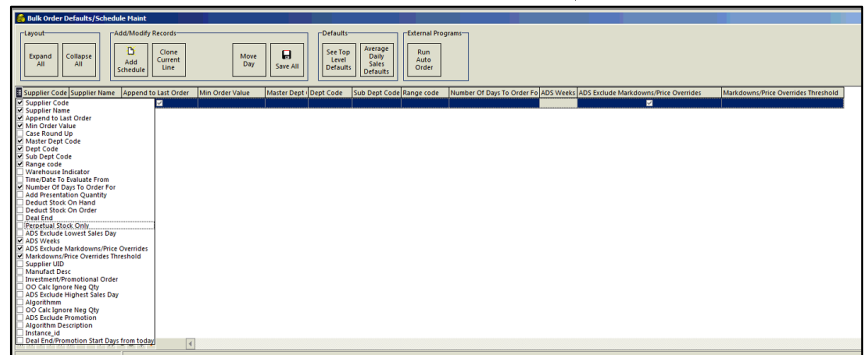 Bulk Order Defaults/Schedule Maint
Layout
Add/Modify Records
Defaults
External Programs
Expand All
Collapse All
Add Schedule
Clone Current Line
Move Day
Save All
See Top Level Defaults
Average Daily Sales Defaults
Run Auto Order
Supplier Code Supplier Name Append to Last Order Min Order Value Master Dept Dept Code Sub Dept Code Range code Number Of Days To Order Fo ADS Weeks ADS Exclude Markdowns/Price Overrides Markdowns/Price Overrides Threshold
Supplier Code
Supplier Name
Append to Last Order
Min Order Value
Case Round Up
Master Dept Code
Dept Code
Sub Dept Code
Range code
Warehouse Indicator
Time/Date To Evaluate From
Number Of Days To Order For
Add Presentation Quantity
Deduct Stock On Hand
Deduct Stock On Order
Deal End
Perpetual Stock Only
ADS Exclude Lowest Sales Day
ADS Weeks
ADS Exclude Markdowns/Price Overrides
Markdowns/Price Overrides Threshold
Supplier UID
Manufact Desc
Investment/Promotional Order
OO Calc Ignore Neg Qty
ADS Exclude Highest Sales Day
Algorithmm
OO Calc Ignore Neg Qty
ADS Exclude Promotion
Algorithm Description
Instance_id
Deal End/Promotion Start Days from today